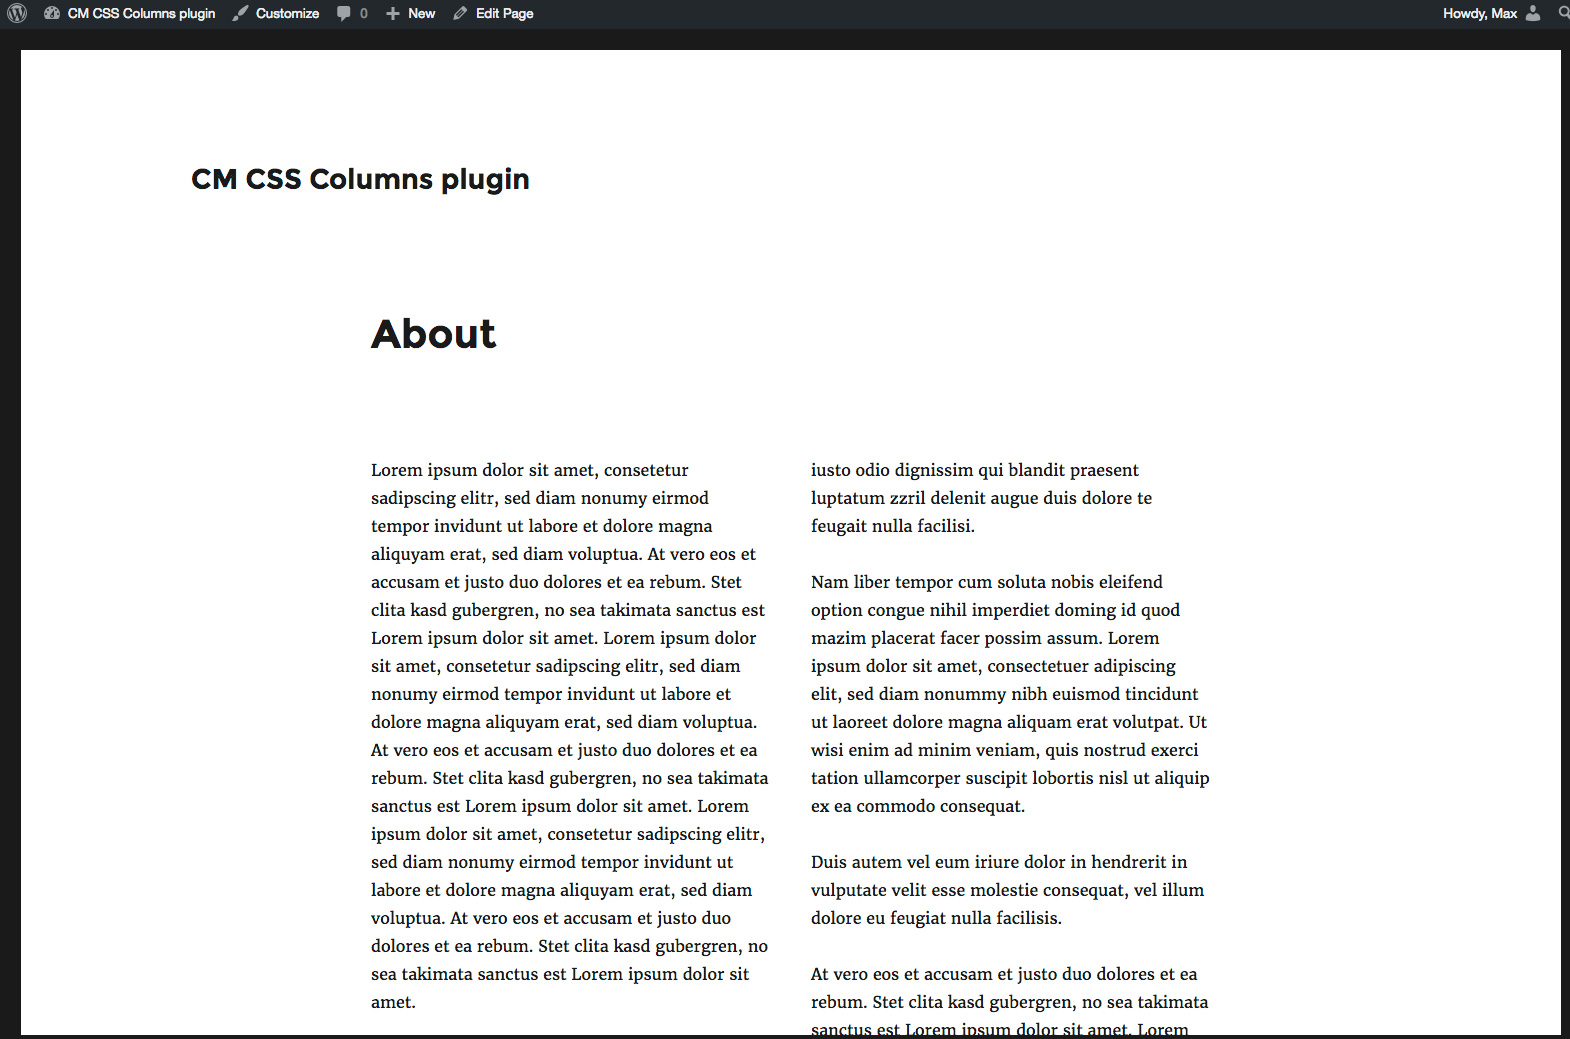 CM CSS Columns plugin Customize 0 New Edit Page Howdy, Max
CM CSS Columns plugin
About
Lorem ipsum dolor sit amet, consetetur
sadipscing elitr, sed diam nonumy eirmod
tempor invidunt ut labore et dolore magna
aliquyam erat, sed diam voluptua. At vero eos et
accusam et justo duo dolores et ea rebum. Stet
clita kasd gubergren, no sea takimata sanctus est
Lorem ipsum dolor sit amet. Lorem ipsum dolor
sit amet, consetetur sadipscing elitr, sed diam
nonumy eirmod tempor invidunt ut labore et
dolore magna aliquyam erat, sed diam voluptua.
At vero eos et accusam et justo duo dolores et ea
rebum. Stet clita kasd gubergren, no sea takimata
sanctus est Lorem ipsum dolor sit amet. Lorem
ipsum dolor sit amet, consetetur sadipscing elitr,
sed diam nonumy eirmod tempor invidunt ut
labore et dolore magna aliquyam erat, sed diam
voluptua. At vero eos et accusam et justo duo
dolores et ea rebum. Stet clita kasd gubergren, no
sea takimata sanctus est Lorem ipsum dolor sit
amet.
iusto odio dignissim qui blandit praesent
luptatum zzril delenit augue duis dolore te
feugait nulla facilisi.
Nam liber tempor cum soluta nobis eleifend
option congue nihil imperdiet doming id quod
mazim placerat facer possim assum. Lorem
ipsum dolor sit amet, consectetuer adipiscing
elit, sed diam nonummy nibh euismod tincidunt
ut laoreet dolore magna aliquam erat volutpat. Ut
wisi enim ad minim veniam, quis nostrud exerci
tation ullamcorper suscipit lobortis nisl ut aliquip
ex ea commodo consequat.
Duis autem vel eum iriure dolor in hendrerit in
vulputate velit esse molestie consequat, vel illum
dolore eu feugiat nulla facilisis.
At vero eos et accusam et justo duo dolores et ea
rebum. Stet clita kasd gubergren, no sea takimata
sanctus est Lorem ipsum dolor sit amet. Lorem